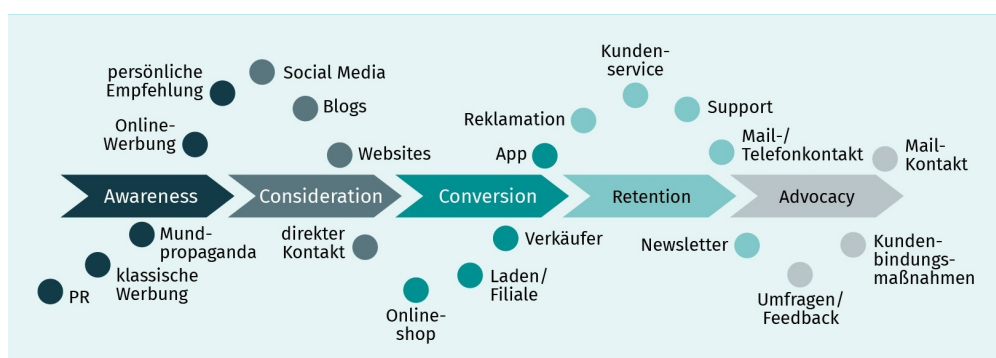 persönliche
Empfehlung
Social Media
Blogs
Online-
Werbung
Websites
Kunden-
service
Reklamation
Support
App
Mail-/
Telefonkontakt
Mail-
Kontakt
Awareness
Consideration
Conversion
Retention
Advocacy
Mund-
propaganda
klassische
Werbung
PR
direkter
Kontakt
Verkäufer
Laden/
Filiale
Online-
shop
Newsletter
Umfragen/
Feedback
Kunden-
bindungs-
maßnahmen